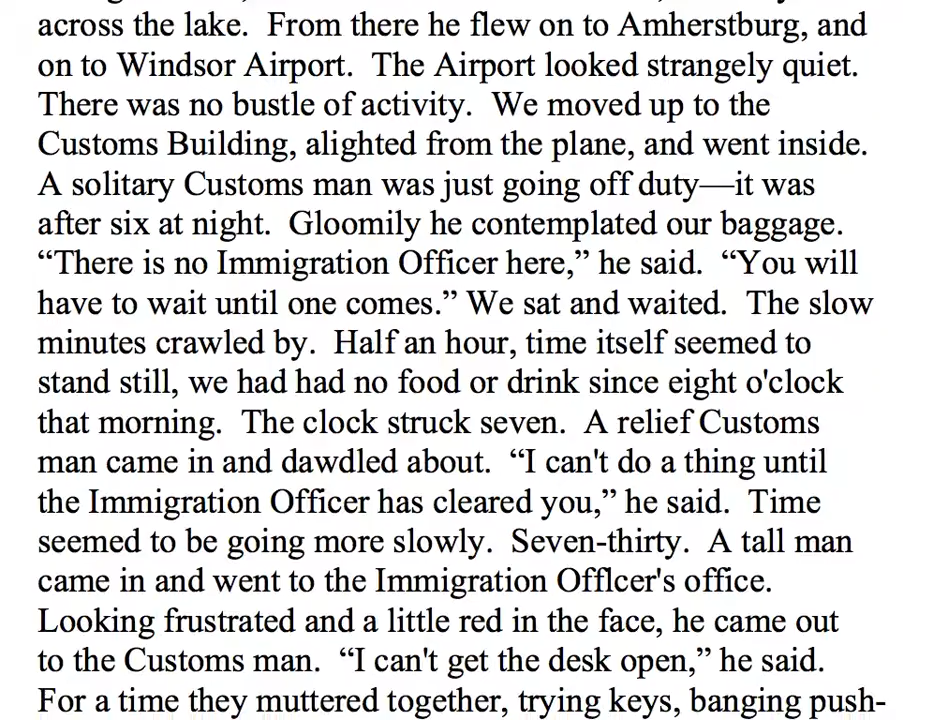 across the lake.  From there he flew on to Amherstburg, and
on to Windsor Airport.  The Airport looked strangely quiet.
There was no bustle of activity.  We moved up to the
Customs Building, alighted from the plane, and went inside.
A solitary Customs man was just going off duty—it was
after six at night.  Gloomily he contemplated our baggage.
“There is no Immigration Officer here,” he said.  “You will
have to wait until one comes.” We sat and waited.  The slow
minutes crawled by.  Half an hour, time itself seemed to
stand still, we had had no food or drink since eight o'clock
that morning.  The clock struck seven.  A relief Customs
man came in and dawdled about.  “I can't do a thing until
the Immigration Officer has cleared you,” he said.  Time
seemed to be going more slowly.  Seven-thirty.  A tall man
came in and went to the Immigration Offlcer's office.
Looking frustrated and a little red in the face, he came out
to the Customs man.  “I can't get the desk open,” he said.
For a time they muttered together, trying keys, banging push-